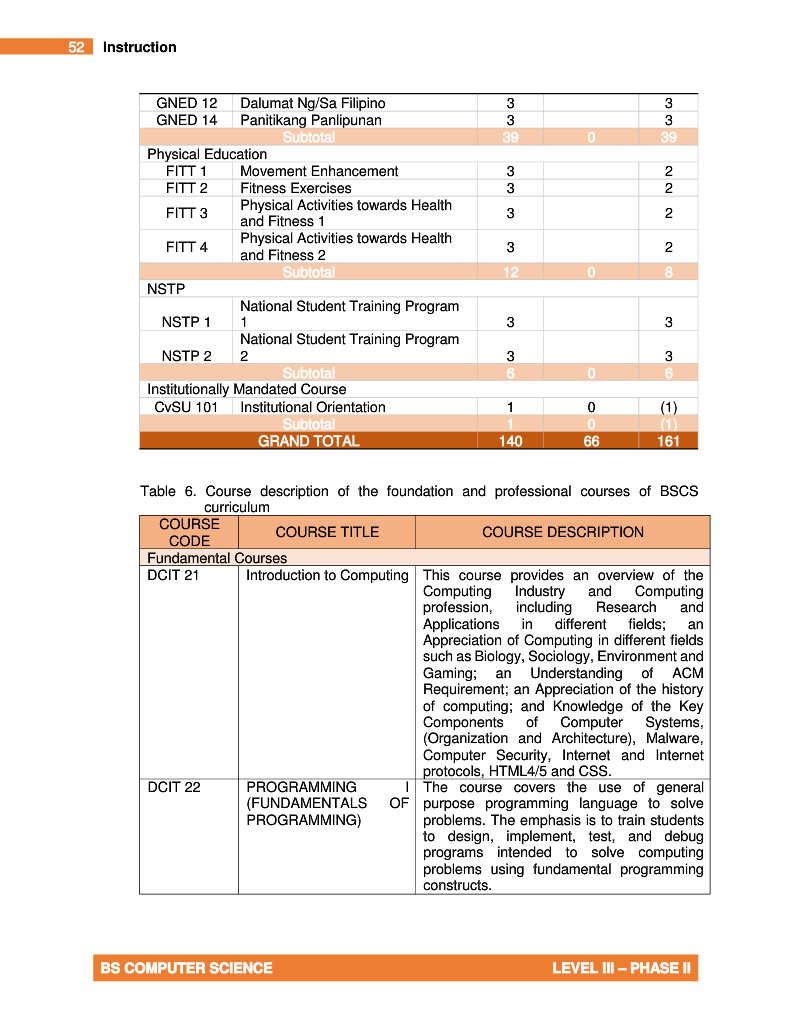 52 Instruction
GNED 12 Dalumat Ng/Sa Filipino 3 3
GNED 14 Panitikang Panlipunan 3 3
Subtotal 39 0 39
Physical Education
FITT 1 Movement Enhancement 3 2
FITT 2 Fitness Exercises 3 2
FITT 3 Physical Activities towards Health and Fitness 1 3 2
FITT 4 Physical Activities towards Health and Fitness 2 3 2
Subtotal 12 0 8
NSTP
NSTP 1 National Student Training Program 1 3 3
NSTP 2 National Student Training Program 2 3 3
Subtotal 6 0 6
Institutionally Mandated Course
CvSU 101 Institutional Orientation 1 0 (1)
Subtotal 1 0 (1)
GRAND TOTAL 140 66 161
Table 6. Course description of the foundation and professional courses of BSCS
curriculum
COURSE CODE COURSE TITLE COURSE DESCRIPTION
Fundamental Courses
DCIT 21 Introduction to Computing This course provides an overview of the
Computing Industry and Computing
profession, including Research and
Applications in different fields; an
Appreciation of Computing in different fields
such as Biology, Sociology, Environment and
Gaming; an Understanding of ACM
Requirement; an Appreciation of the history
of computing; and Knowledge of the Key
Components of Computer Systems,
(Organization and Architecture), Malware,
Computer Security, Internet and Internet
protocols, HTML4/5 and CSS.
DCIT 22 PROGRAMMING I The course covers the use of general
(FUNDAMENTALS OF purpose programming language to solve
PROGRAMMING) problems. The emphasis is to train students
to design, implement, test, and debug
programs intended to solve computing
problems using fundamental programming
constructs.
BS COMPUTER SCIENCE LEVEL III – PHASE II